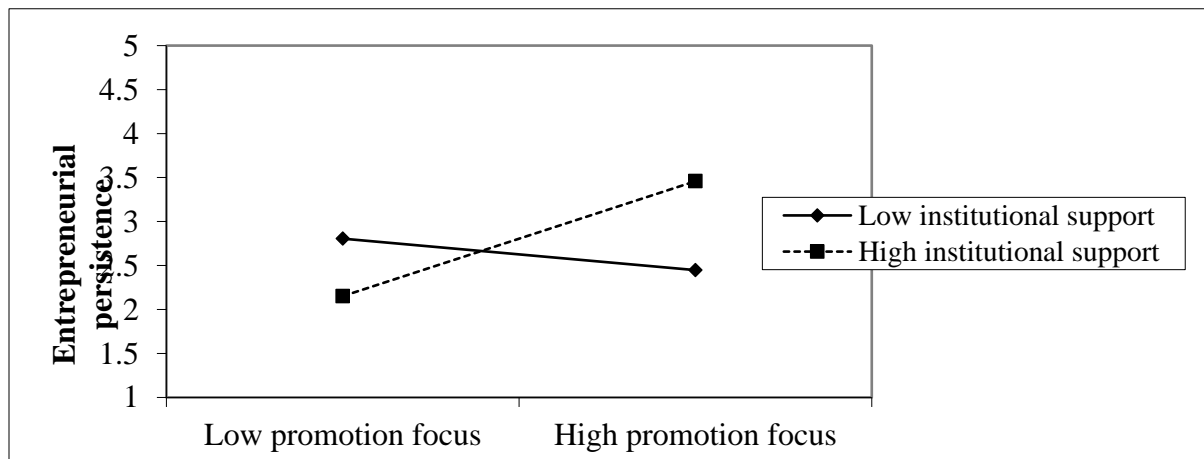 5
4.5
4
3.5
3
2.5
2
1.5
1
Entrepreneurial
persistence
Low promotion focus
High promotion focus
Low institutional support
High institutional support